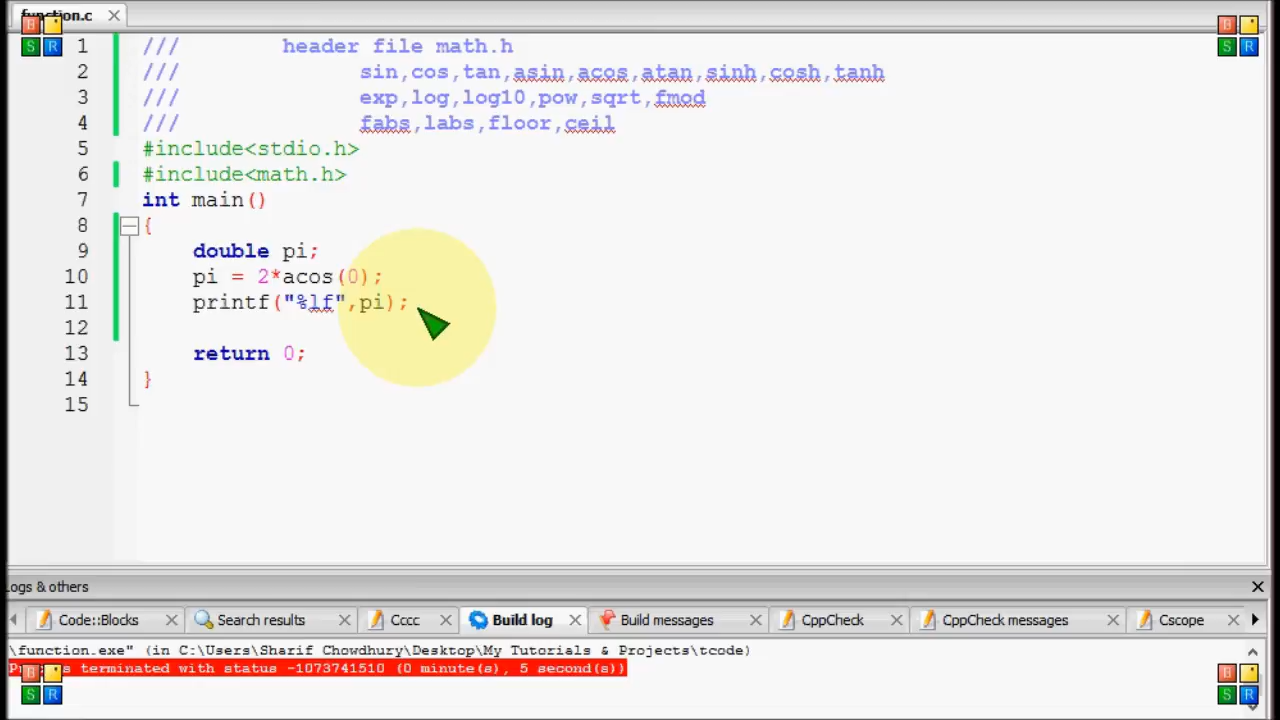 function.c
1 /// header file math.h
2 /// sin,cos,tan,asin,acos,atan,sinh,cosh,tanh
3 /// exp,log,log10,pow,sqrt,fmod
4 /// fabs,labs,floor,ceil
5 #include<stdio.h>
6 #include<math.h>
7 int main()
8 {
9 double pi;
10 pi = 2*acos(0);
11 printf("%lf",pi);
12
13 return 0;
14 }
15
Logs & others
Code::Blocks Search results Cccc Build log Build messages CppCheck CppCheck messages Cscope
\function.exe" (in C:\Users\Sharif Chowdhury\Desktop\My Tutorials & Projects\tcode)
terminated with status -1073741510 (0 minute(s), 5 second(s))
B
S R
B
S R
B
S R
B
S R